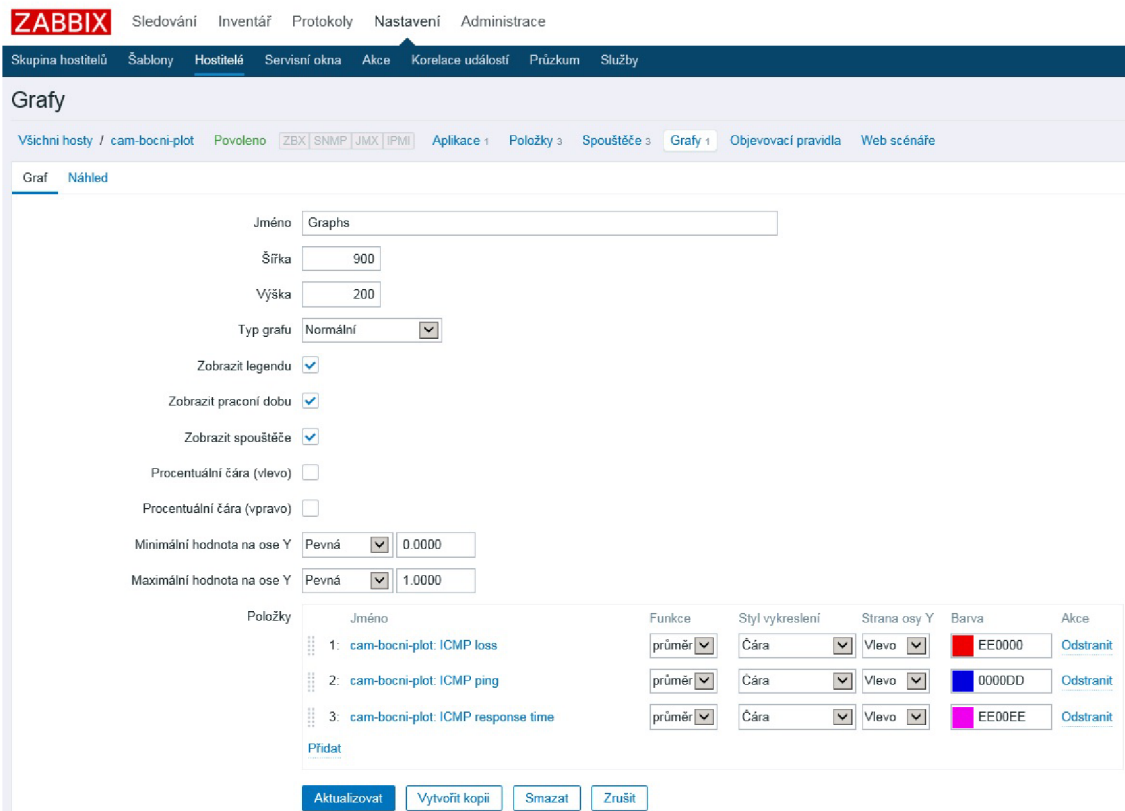 ZABBIX Sledování Inventář Protokoly Nastavení Administrace
Skupina hostitelů Šablony Hostitelé Servisní okna Akce Korelace událostí Průzkum Služby
Grafy
Všichni hosty / cam-bocni-plot Povoleno ZBX SNMP JMX IPMI Aplikace 1 Položky 3 Spouštěče 3 Grafy 1 Objevovací pravidla Web scénáře
Graf Náhled
Jméno Graphs
Šířka 900
Výška 200
Typ grafu Normální
Zobrazit legendu
Zobrazit praconí dobu
Zobrazit spouštěče
Procentuální čára (vlevo)
Procentuální čára (vpravo)
Minimální hodnota na ose Y Pevná 0.0000
Maximální hodnota na ose Y Pevná 1.0000
Položky Jméno Funkce Styl vykreslení Strana osy Y Barva Akce
1: cam-bocni-plot: ICMP loss průměr Čára Vlevo EE0000 Odstranit
2: cam-bocni-plot: ICMP ping průměr Čára Vlevo 0000DD Odstranit
3: cam-bocni-plot: ICMP response time průměr Čára Vlevo EE00EE Odstranit
Přidat
Aktualizovat Vytvořit kopii Smazat Zrušit